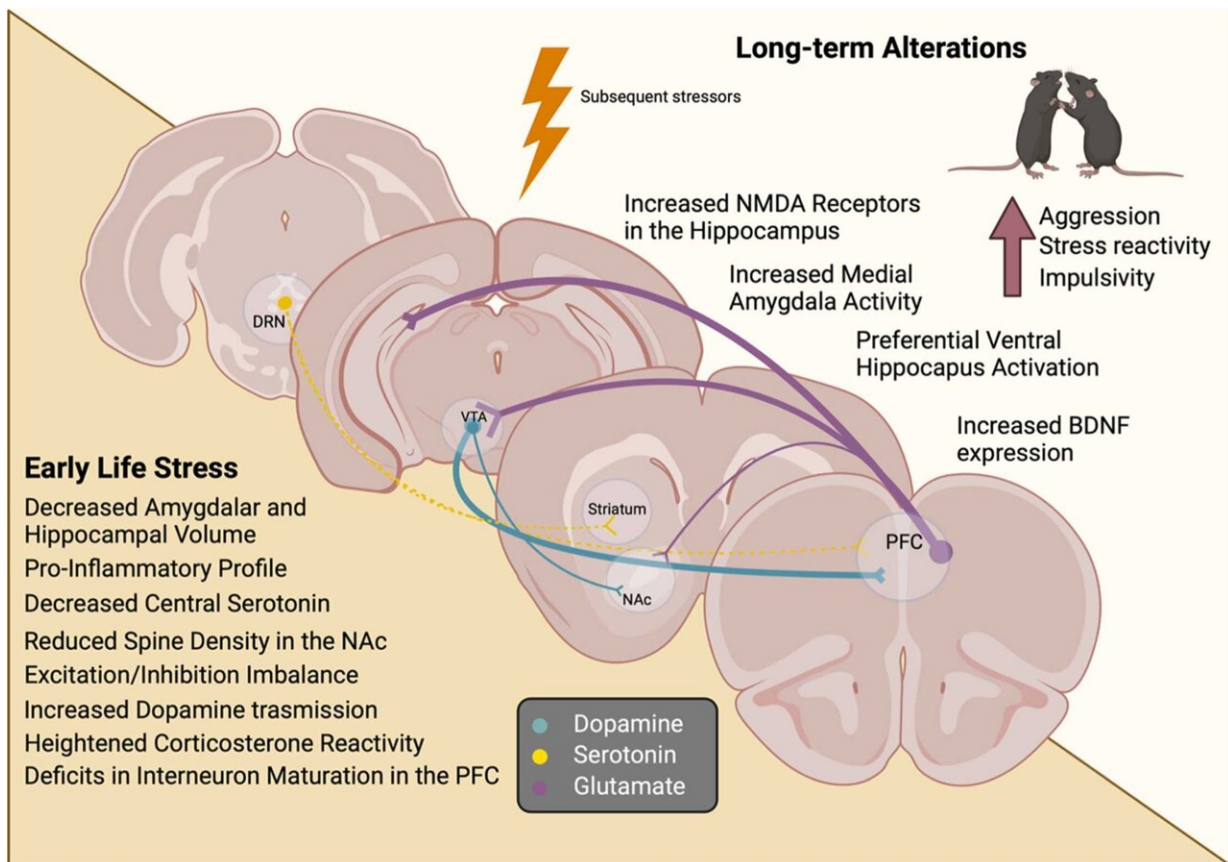 Long-term Alterations
Subsequent stressors
Increased NMDA Receptors
in the Hippocampus
Aggression
Stress reactivity
Impulsivity
Increased Medial
Amygdala Activity
Preferential Ventral
Hippocapus Activation
Increased BDNF
expression
DRN
VTA
Striatum
NAc
PFC
Early Life Stress
Decreased Amygdalar and
Hippocampal Volume
Pro-Inflammatory Profile
Decreased Central Serotonin
Reduced Spine Density in the NAc
Excitation/Inhibition Imbalance
Increased Dopamine trasmission
Heightened Corticosterone Reactivity
Deficits in Interneuron Maturation in the PFC
Dopamine
Serotonin
Glutamate